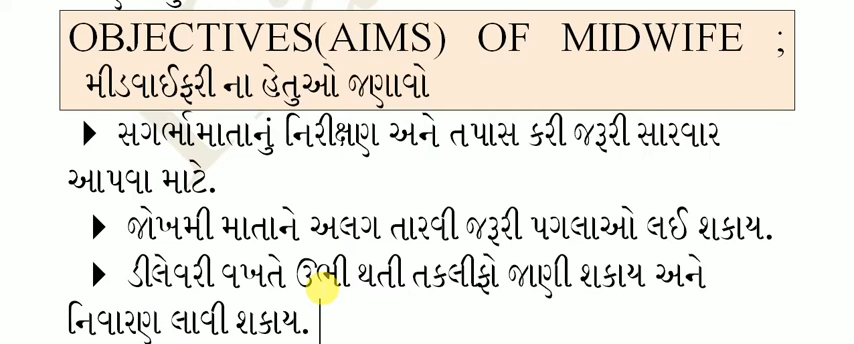 OBJECTIVES(AIMS) OF MIDWIFE ;
મીડવાઈફરી ના હેતુઓ જણાવો
સગર્ભામાતાનું નિરીક્ષણ અને તપાસ કરી જરૂરી સારવાર
આપવા માટે.
જોખમી માતાને અલગ તારવી જરૂરી પગલાઓ લઈ શકાય.
ડીલેવરી વખતે ઉભી થતી તકલીફો જાણી શકાય અને
નિવારણ લાવી શકાય.